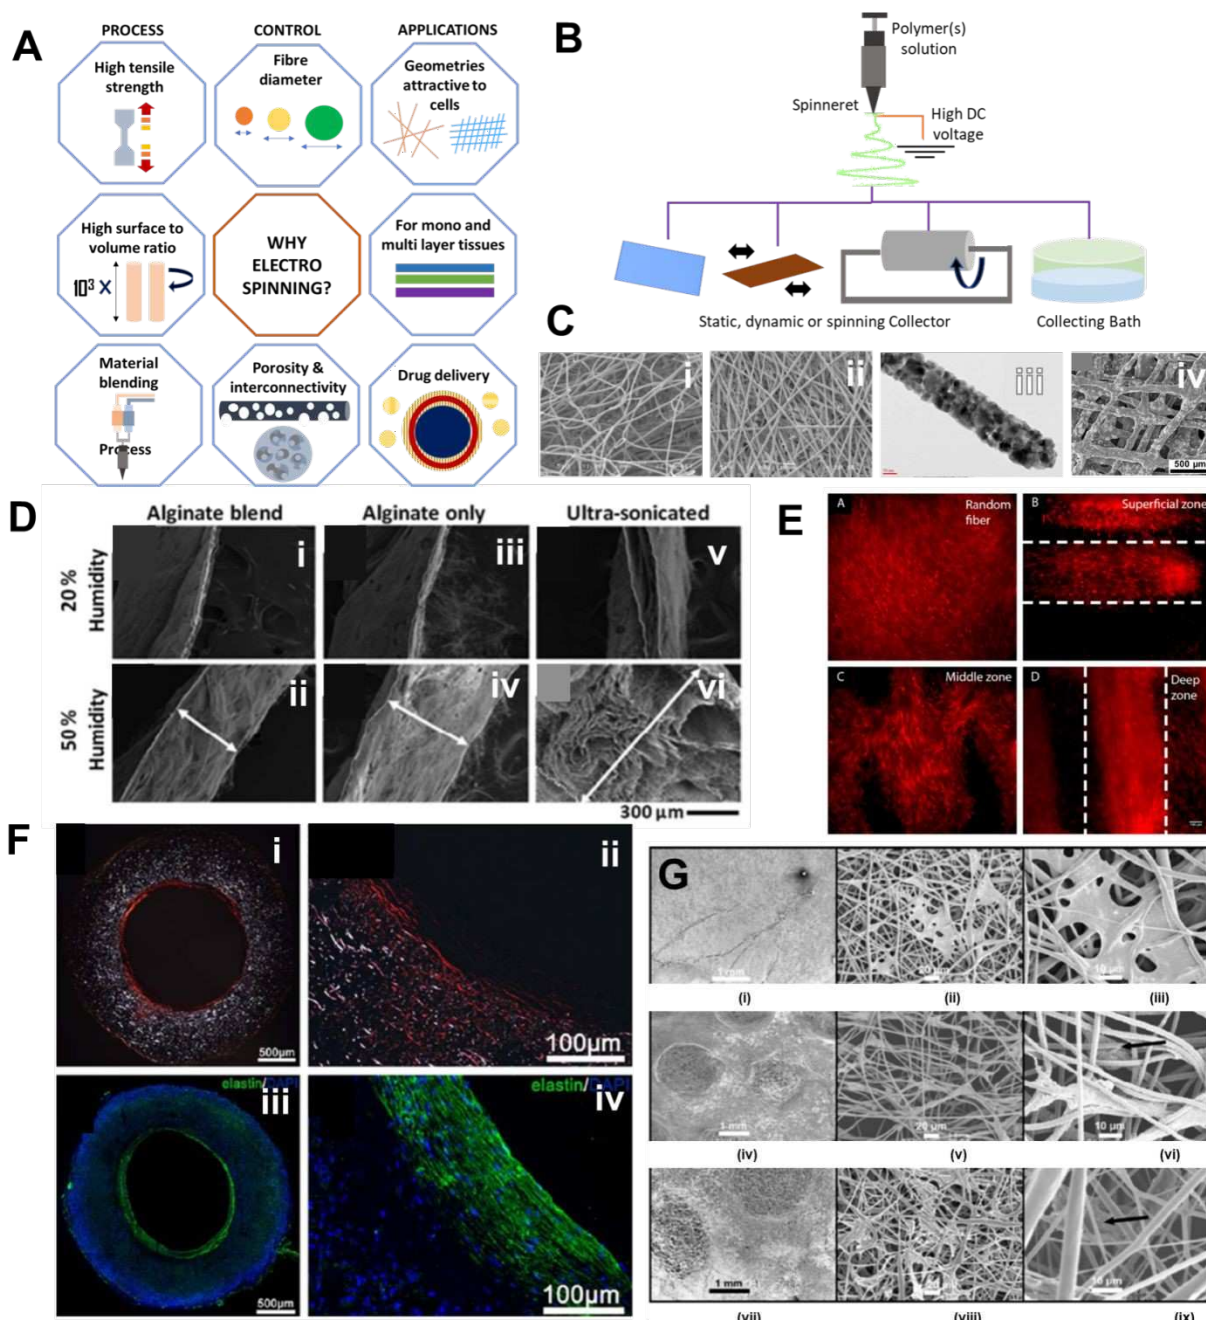 A
PROCESS
CONTROL
APPLICATIONS
High tensile
strength
Fibre
diameter
Geometries
attractive to
cells
High surface to
volume ratio
10³ X
WHY
ELECTRO
SPINNING?
For mono and
multi layer tissues
Material
blending
Process
Porosity &
interconnectivity
Drug delivery
B
Polymer(s)
solution
Spinneret
High DC
voltage
Static, dynamic or spinning Collector
Collecting Bath
C
i
ii
iii
iv
500 µm
D
Alginate blend
Alginate only
Ultra-sonicated
20%
Humidity
i
iii
v
50%
Humidity
ii
iv
vi
300 µm
E
A
Random
fiber
B
Superficial zone
C
Middle zone
D
Deep
zone
F
i
500µm
ii
100µm
elastin/DAPI
iii
500µm
elastin/DAPI
iv
100µm
G
1 mm
10 µm
(i)
(ii)
(iii)
1 mm
20 µm
10 µm
(iv)
(v)
(vi)
1 mm
10 µm
(vii)
(viii)
(ix)